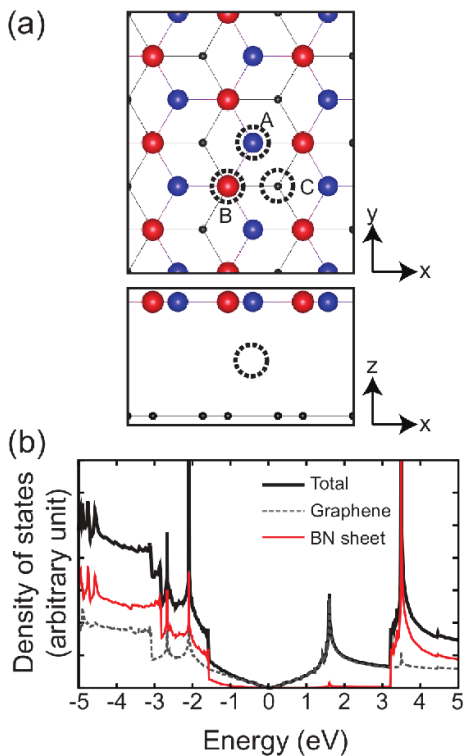 (a)
A
B
C
y
x
z
x
(b)
Total
Graphene
BN sheet
Density of states
(arbitrary unit)
-5 -4 -3 -2 -1 0 1 2 3 4 5
Energy (eV)